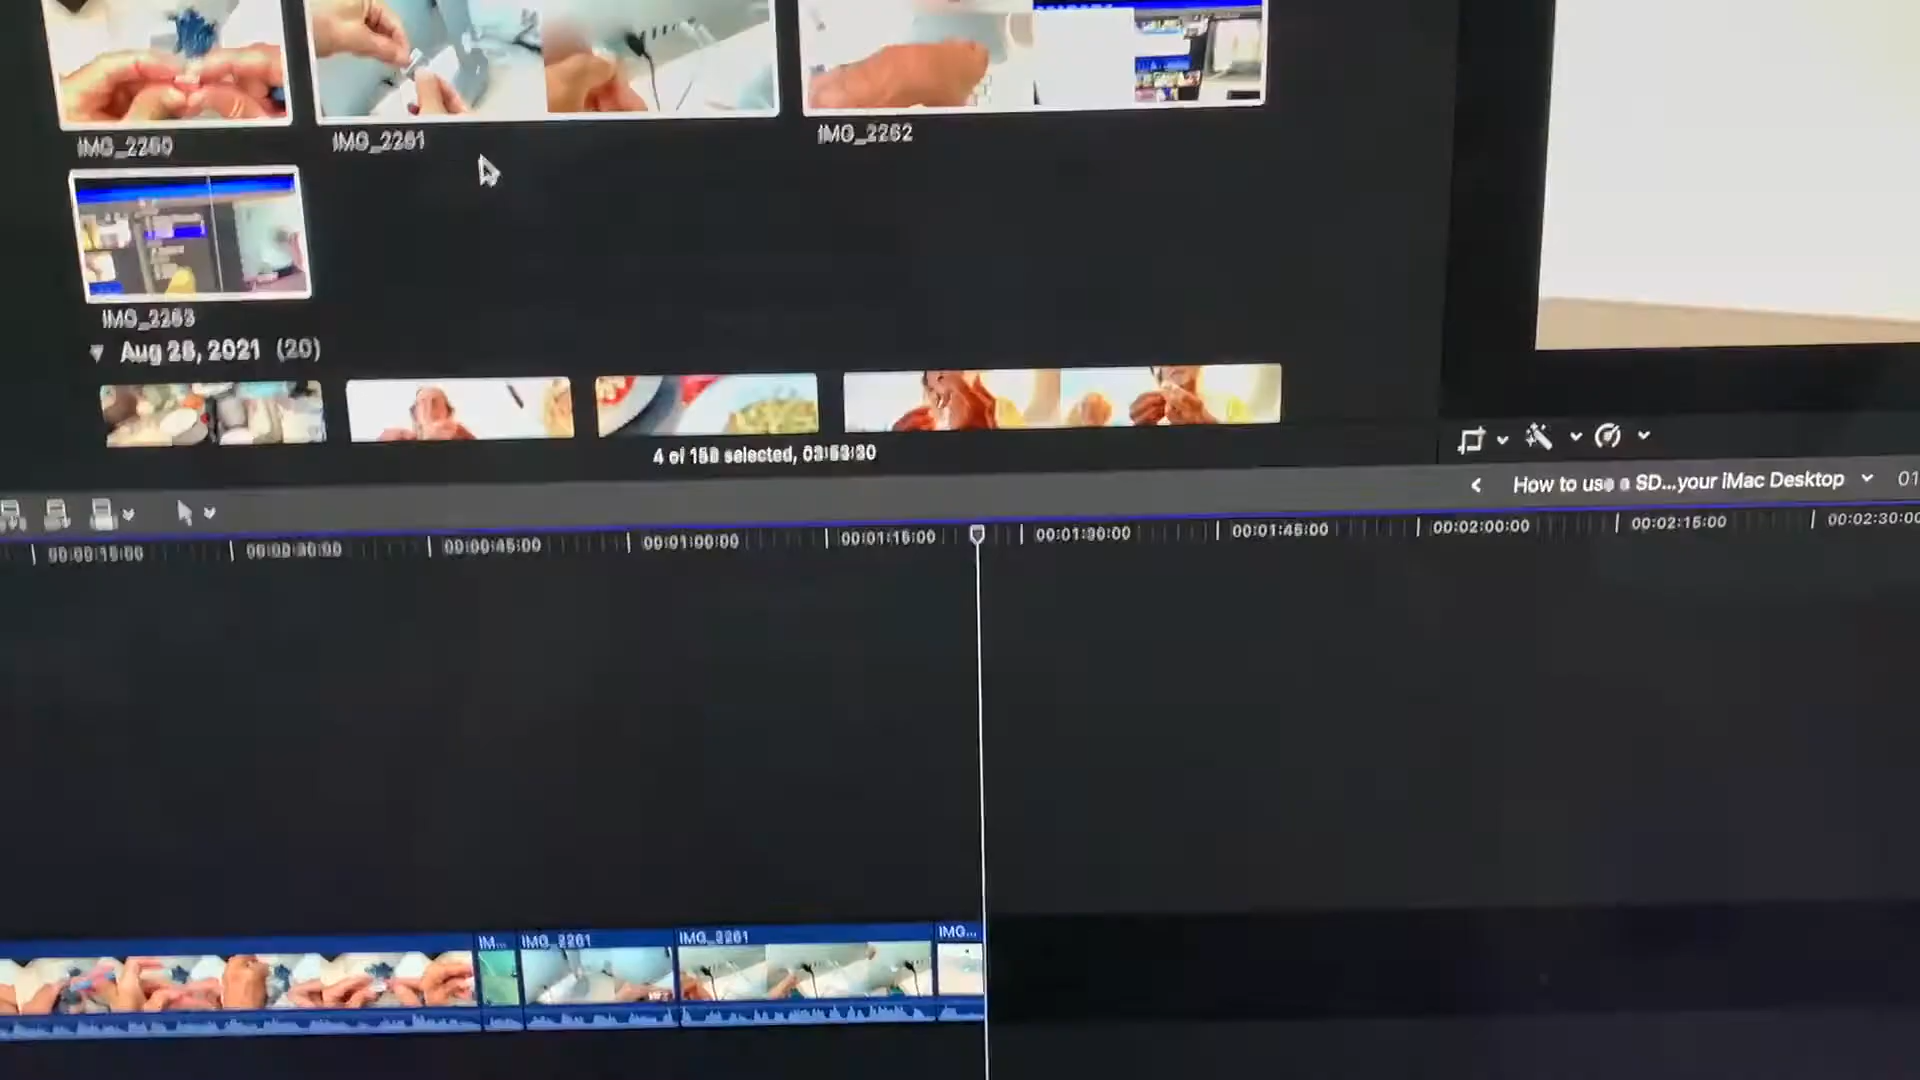 IMG_2260
IMG_2261
IMG_2262
IMG_2263
Aug 28, 2021 (20)
4 of 158 selected,
How to use a SD...your iMac Desktop
01
00:00:15:00
00:00:30:00
00:00:45:00
00:01:00:00
00:01:15:00
00:01:30:00
00:01:45:00
00:02:00:00
00:02:15:00
00:02:30:00
IM...
IMG_2261
IMG_2261
IMG...